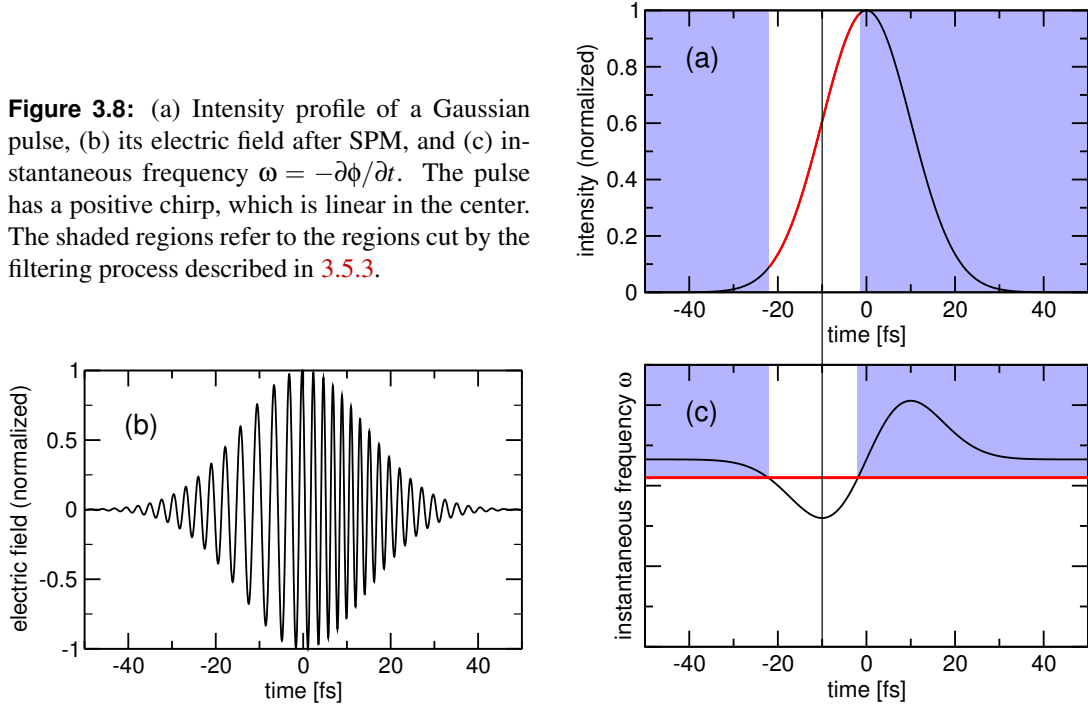 Figure 3.8: (a) Intensity profile of a Gaussian
pulse, (b) its electric field after SPM, and (c) in-
stantaneous frequency ω = −∂ϕ/∂t. The pulse
has a positive chirp, which is linear in the center.
The shaded regions refer to the regions cut by the
filtering process described in 3.5.3.
(a)
intensity (normalized)
1
0.8
0.6
0.4
0.2
0
-40 -20 0 20 40
time [fs]
(b)
electric field (normalized)
1
0.5
0
-0.5
-1
-40 -20 0 20 40
time [fs]
(c)
instantaneous frequency ω
-40 -20 0 20 40
time [fs]